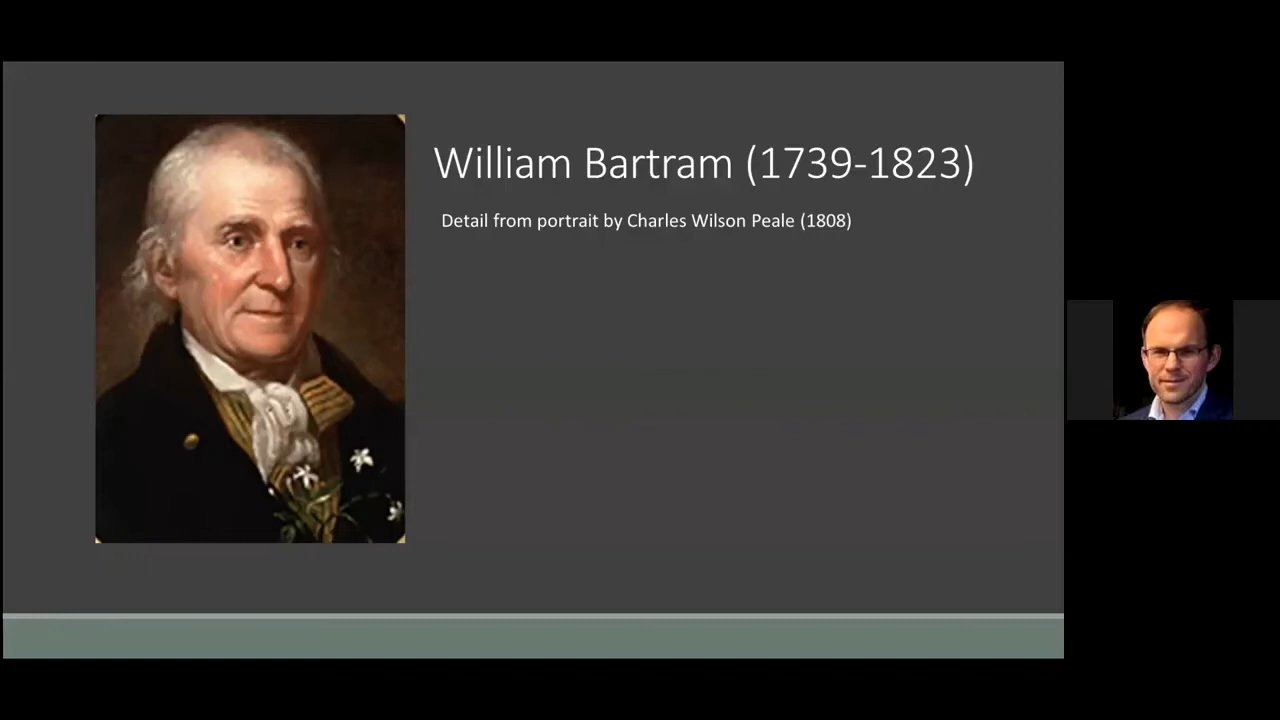 William Bartram (1739-1823)
Detail from portrait by Charles Wilson Peale (1808)